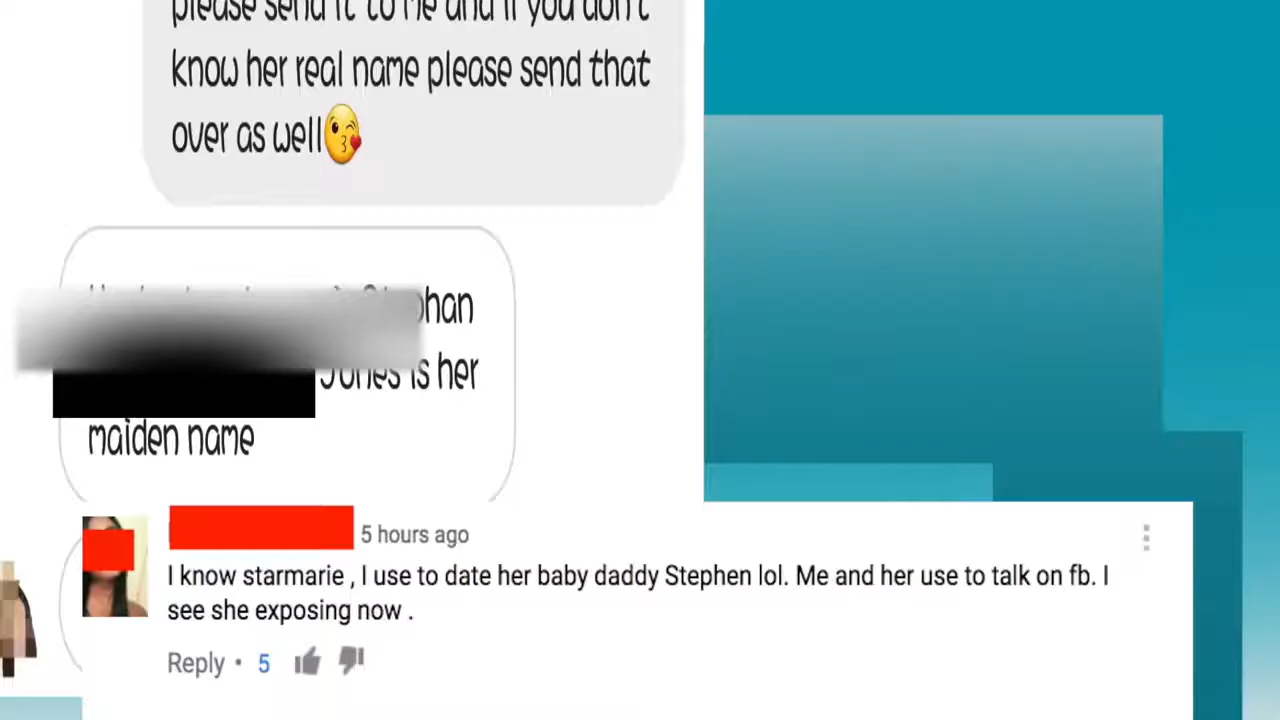 please send it to me and if you don't
know her real name please send that
over as well😘
phan
Jones is her
maiden name
5 hours ago
I know starmarie , I use to date her baby daddy Stephen lol. Me and her use to talk on fb. I
see she exposing now .
Reply • 5